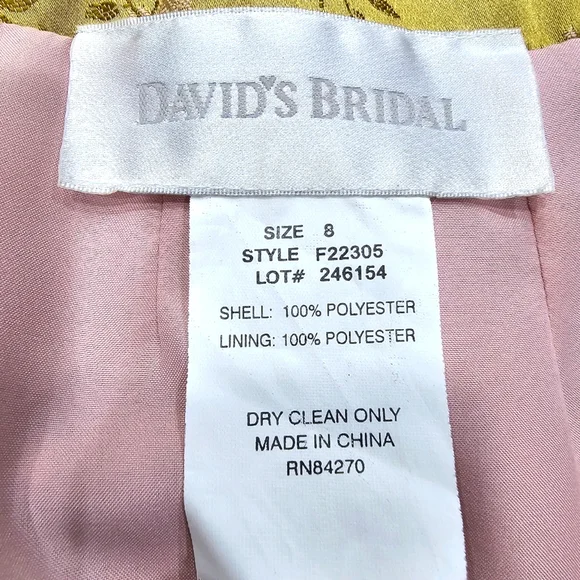 DAVID'S BRIDAL
SIZE 8
STYLE F22305
LOT# 246154
SHELL: 100% POLYESTER
LINING: 100% POLYESTER
DRY CLEAN ONLY
MADE IN CHINA
RN84270